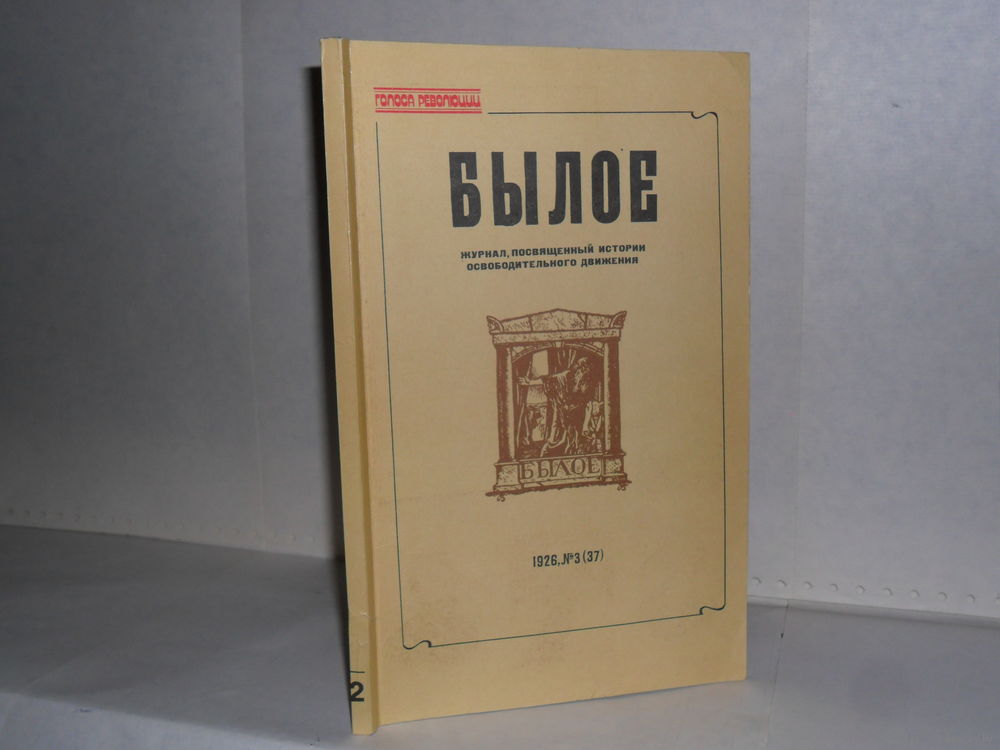 ГОЛОСА РЕВОЛЮЦИИ
БЫЛОЕ
ЖУРНАЛ, ПОСВЯЩЕННЫЙ ИСТОРИИ
ОСВОБОДИТЕЛЬНОГО ДВИЖЕНИЯ
БЫЛОЕ
1926, №3 (37)
2